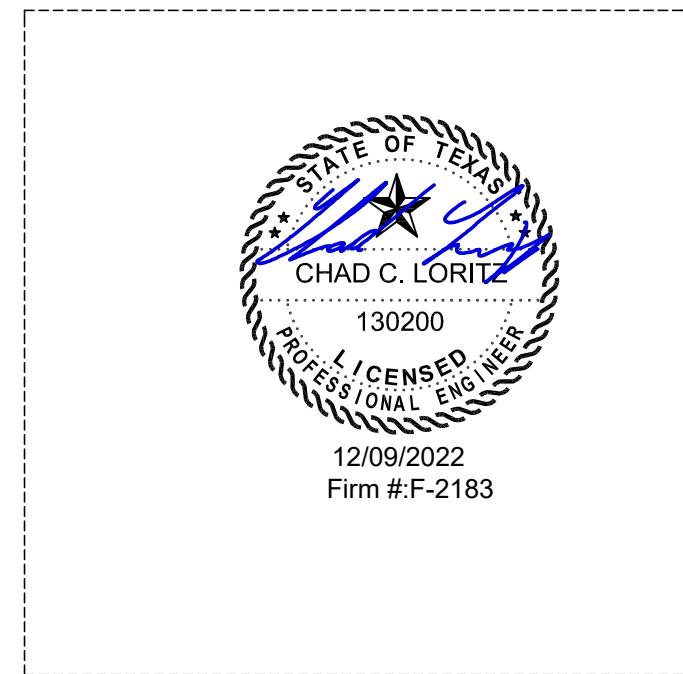 STATE OF TEXAS
CHAD C. LORITZ
130200
LICENSED
PROFESSIONAL ENGINEER
12/09/2022
Firm #:F-2183